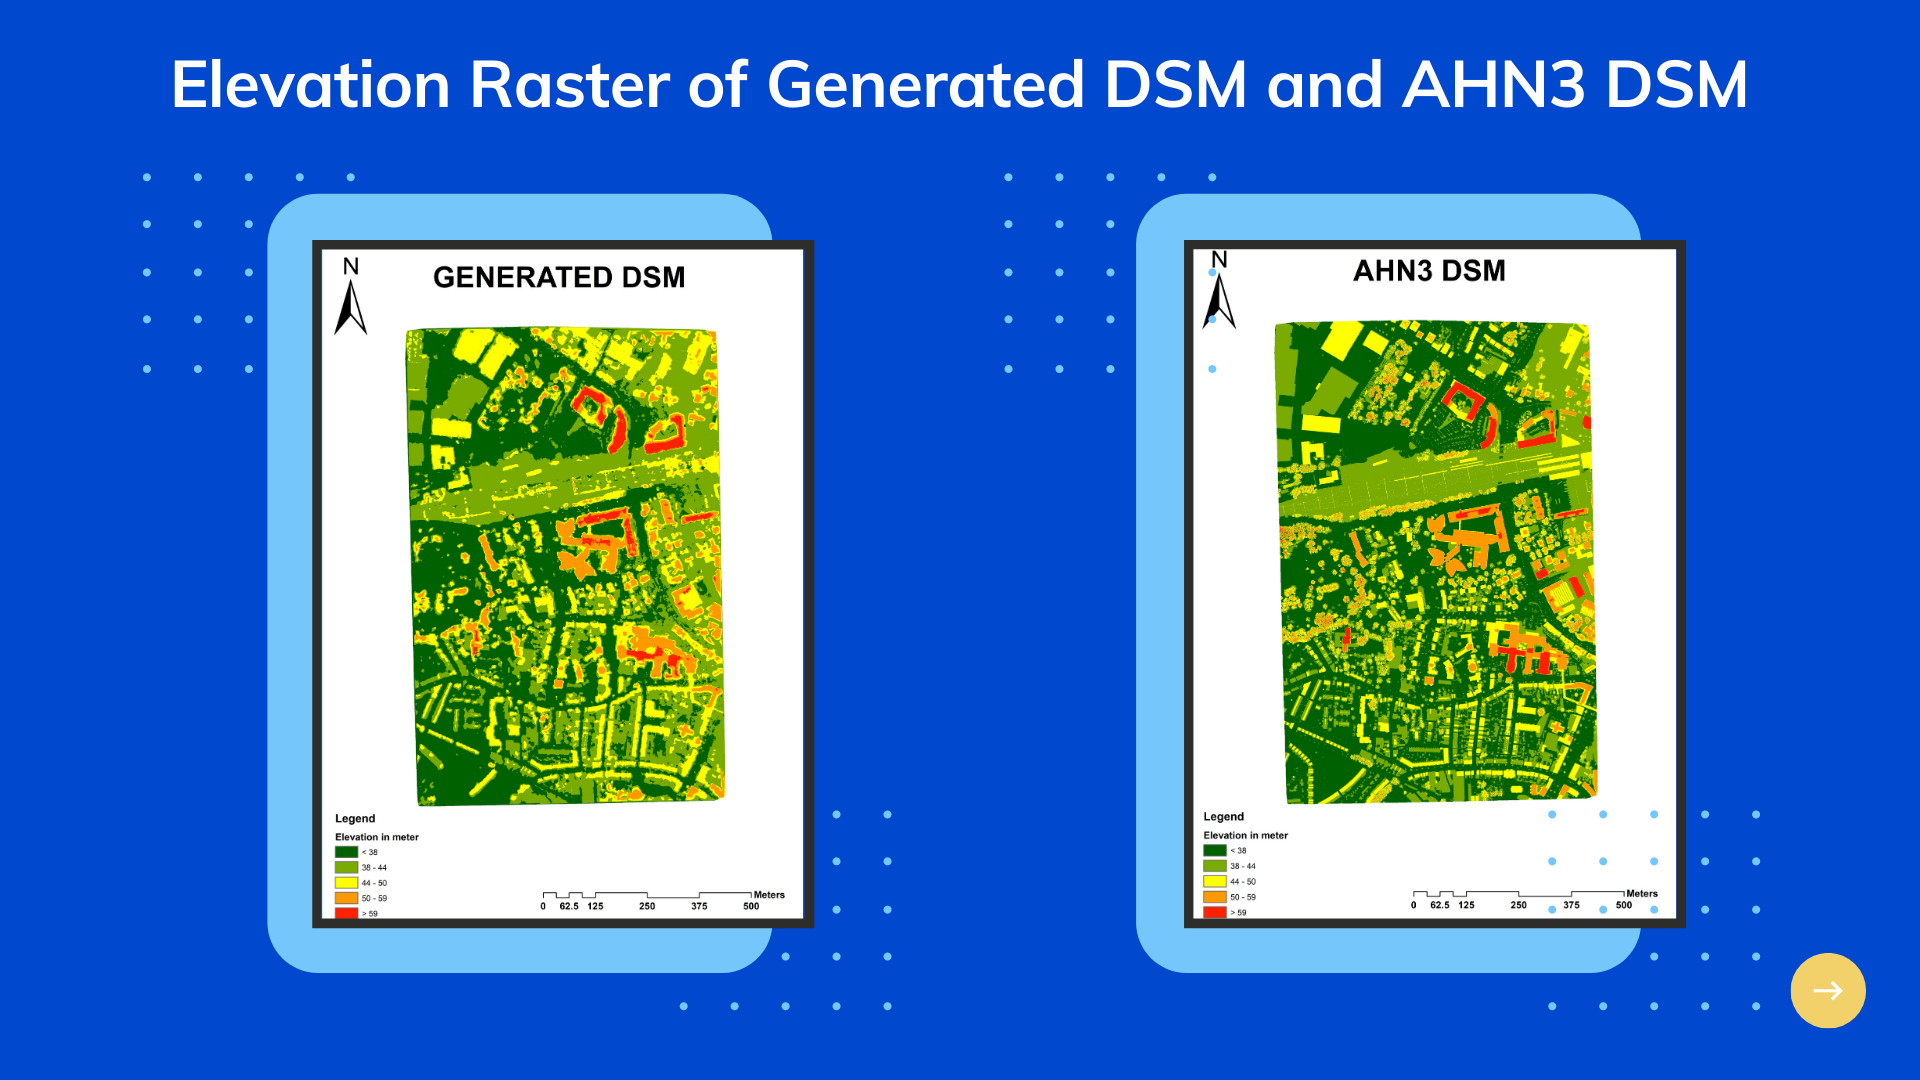 Elevation Raster of Generated DSM and AHN3 DSM
N
GENERATED DSM
Legend
Elevation in meter
< 38
38 - 44
44 - 50
50 - 59
> 59
Meters
0 62.5 125 250 375 500
N
AHN3 DSM
Legend
Elevation in meter
< 38
38 - 44
44 - 50
50 - 59
> 59
Meters
0 62.5 125 250 375 500